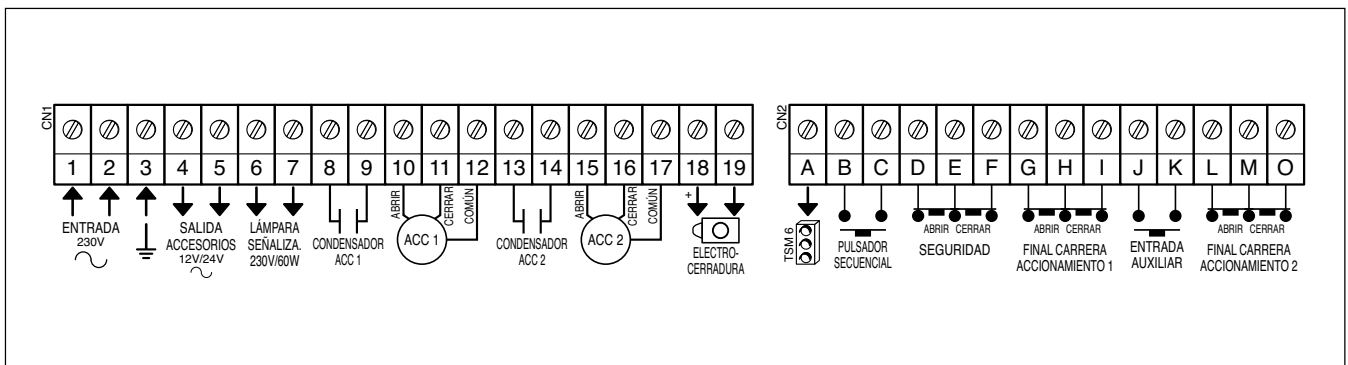 CN1
1 2 3 4 5 6 7 8 9 10 11 12 13 14 15 16 17 18 19
ENTRADA
230V
SALIDA
ACCESORIOS
12V/24V
LÁMPARA
SEÑALIZA.
230V/60W
CONDENSADOR
ACC 1
ABRIR
ACC 1
CERRAR
COMÚN
CONDENSADOR
ACC 2
ABRIR
ACC 2
CERRAR
COMÚN
+
ELECTRO-
CERRADURA
CN2
A B C D E F G H I J K L M O
TSM 6
PULSADOR
SECUENCIAL
ABRIR CERRAR
SEGURIDAD
ABRIR CERRAR
FINAL CARRERA
ACCIONAMIENTO 1
ENTRADA
AUXILIAR
ABRIR CERRAR
FINAL CARRERA
ACCIONAMIENTO 2